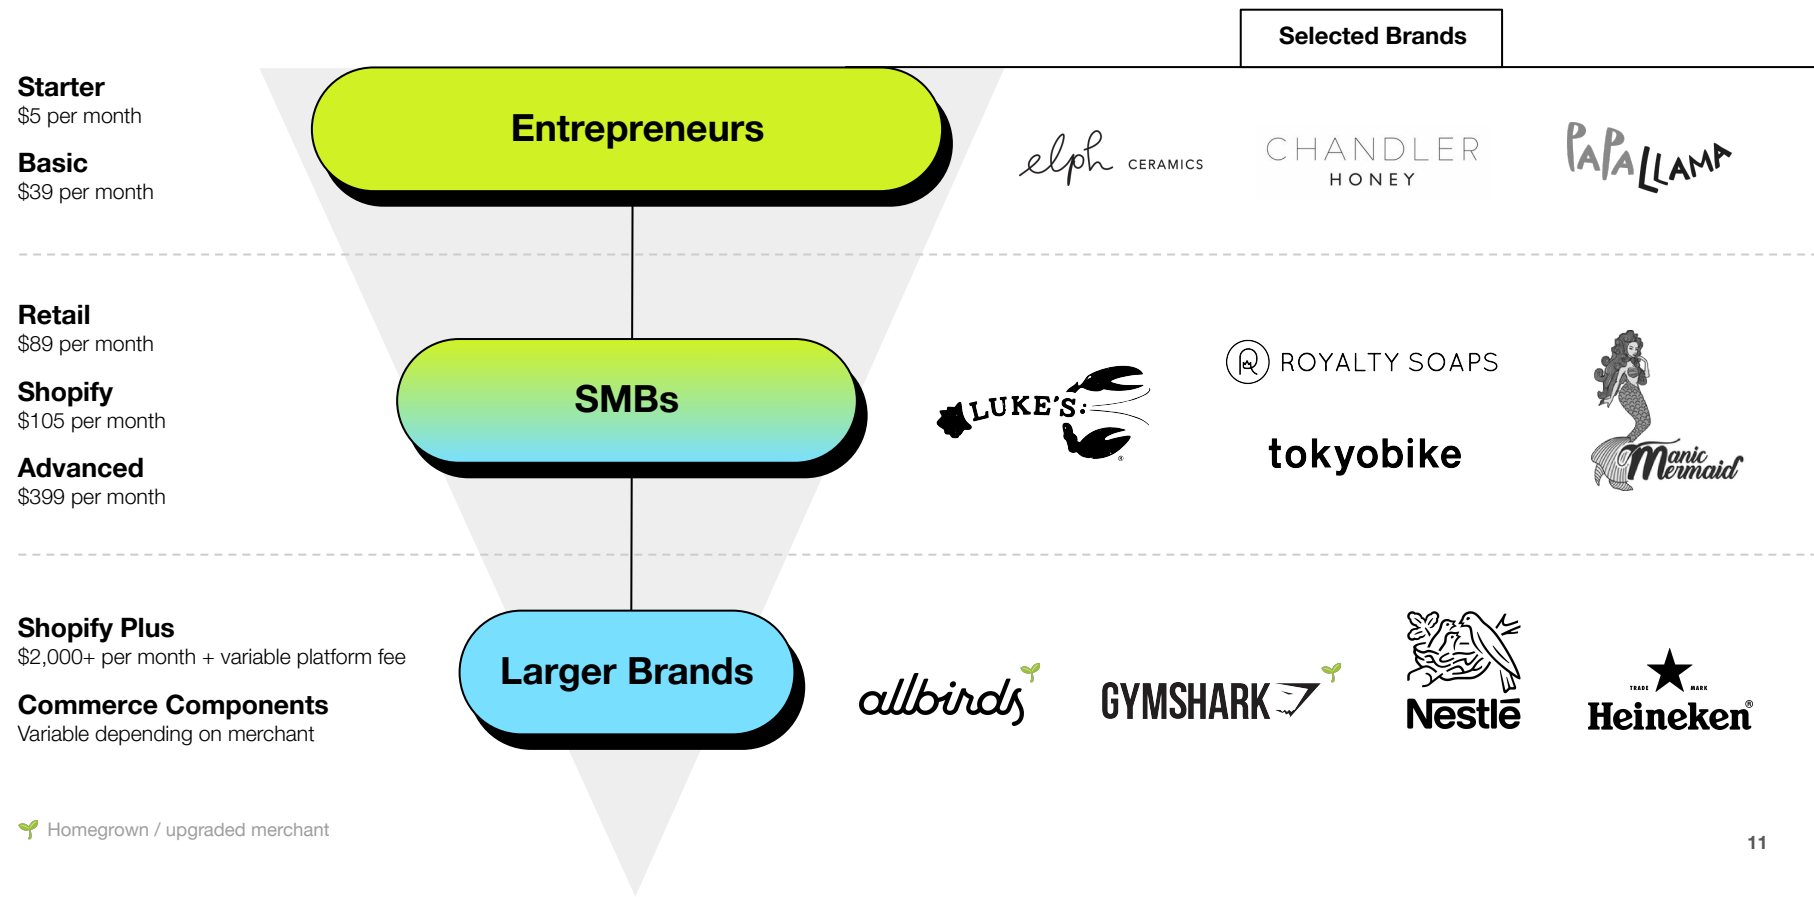 Selected Brands
Starter
$5 per month
Basic
$39 per month
Entrepreneurs
elph CERAMICS
CHANDLER
HONEY
PAPALLAMA
Retail
$89 per month
Shopify
$105 per month
Advanced
$399 per month
SMBs
LUKE'S
®
ROYALTY SOAPS
tokyobike
Manic
Mermaid
Shopify Plus
$2,000+ per month + variable platform fee
Commerce Components
Variable depending on merchant
Larger Brands
allbirds
GYMSHARK
Nestlé
TRADE MARK
Heineken®
Homegrown / upgraded merchant
11